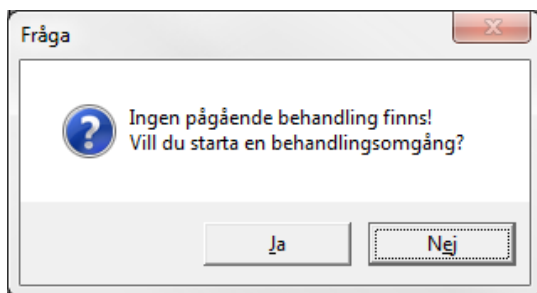 Fråga
Ingen pågående behandling finns!
Vill du starta en behandlingsomgång?
Ja
Nej